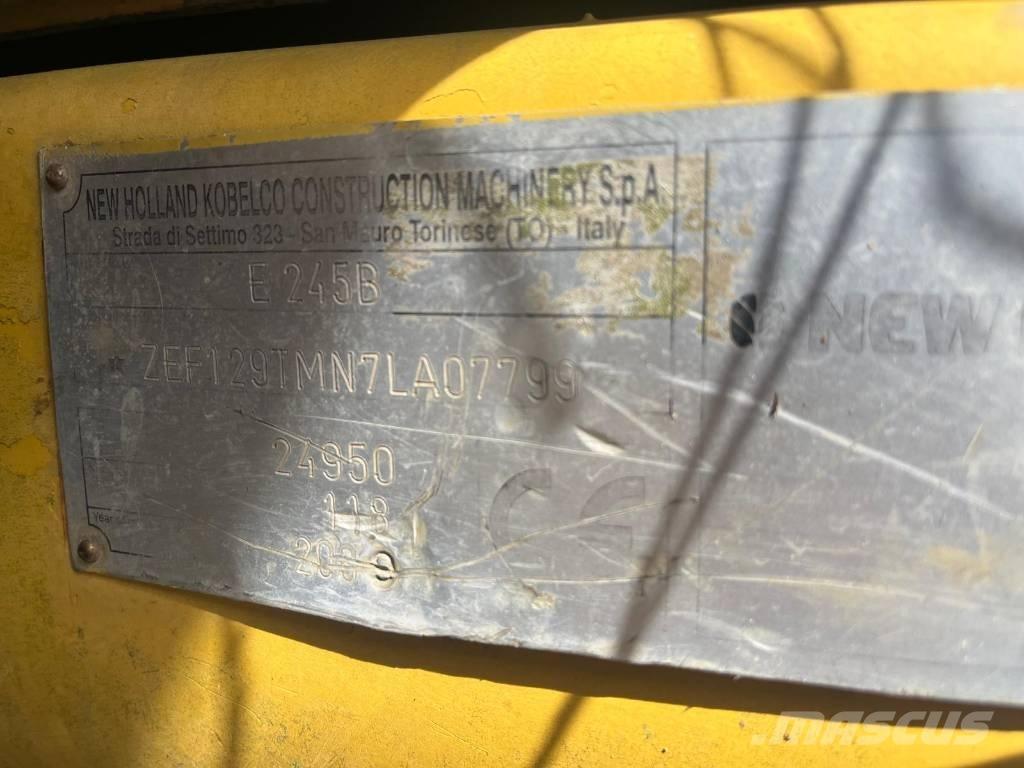 NEW HOLLAND KOBELCO CONSTRUCTION MACHINERY S.p.A.
Strada di Settimo 323 - San Mauro Torinese (TO) - Italy
E 245B
NEW
* ZEF129TMN7LA07799
24950
CE
118
Year
MASCUS